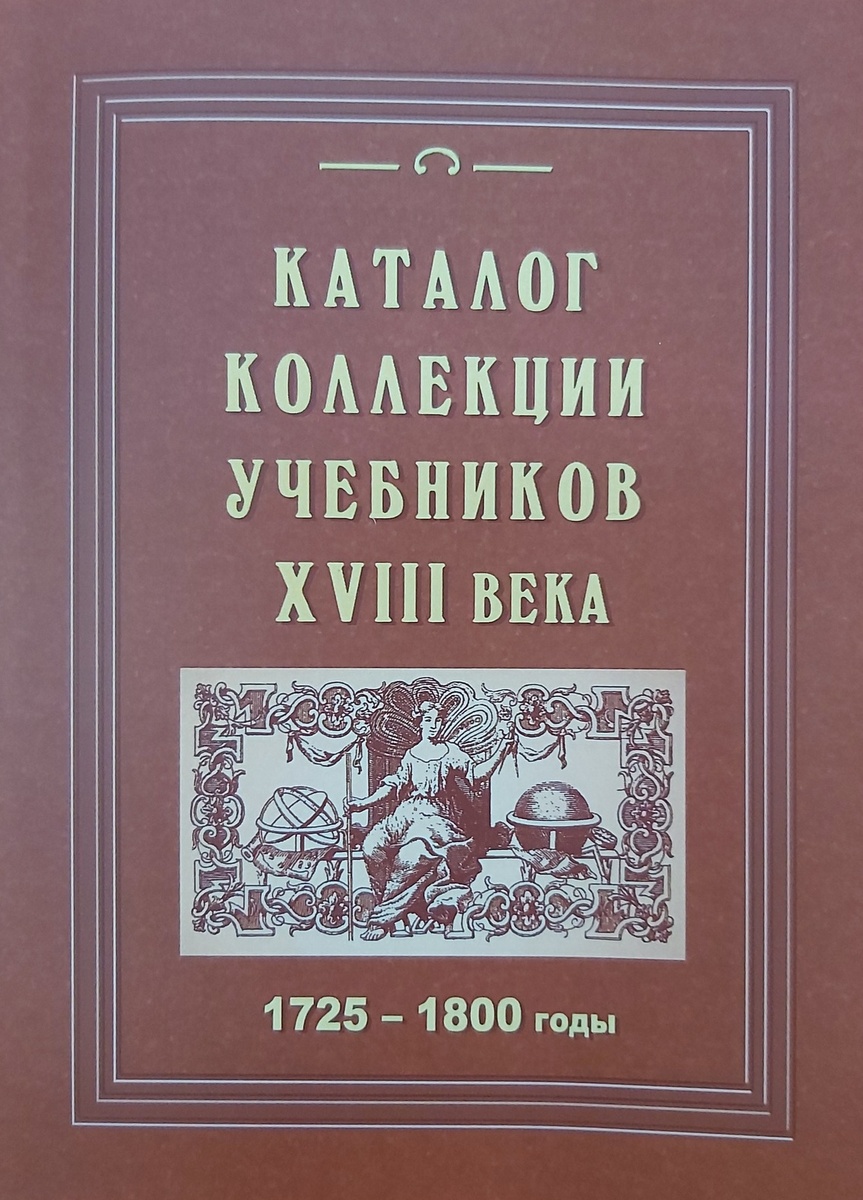 КАТАЛОГ
КОЛЛЕКЦИИ
УЧЕБНИКОВ
XVIII ВЕКА
1725 – 1800 годы